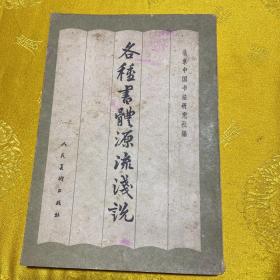 北京中国书法研究社编
各種書體源流淺説
人民美术出版社